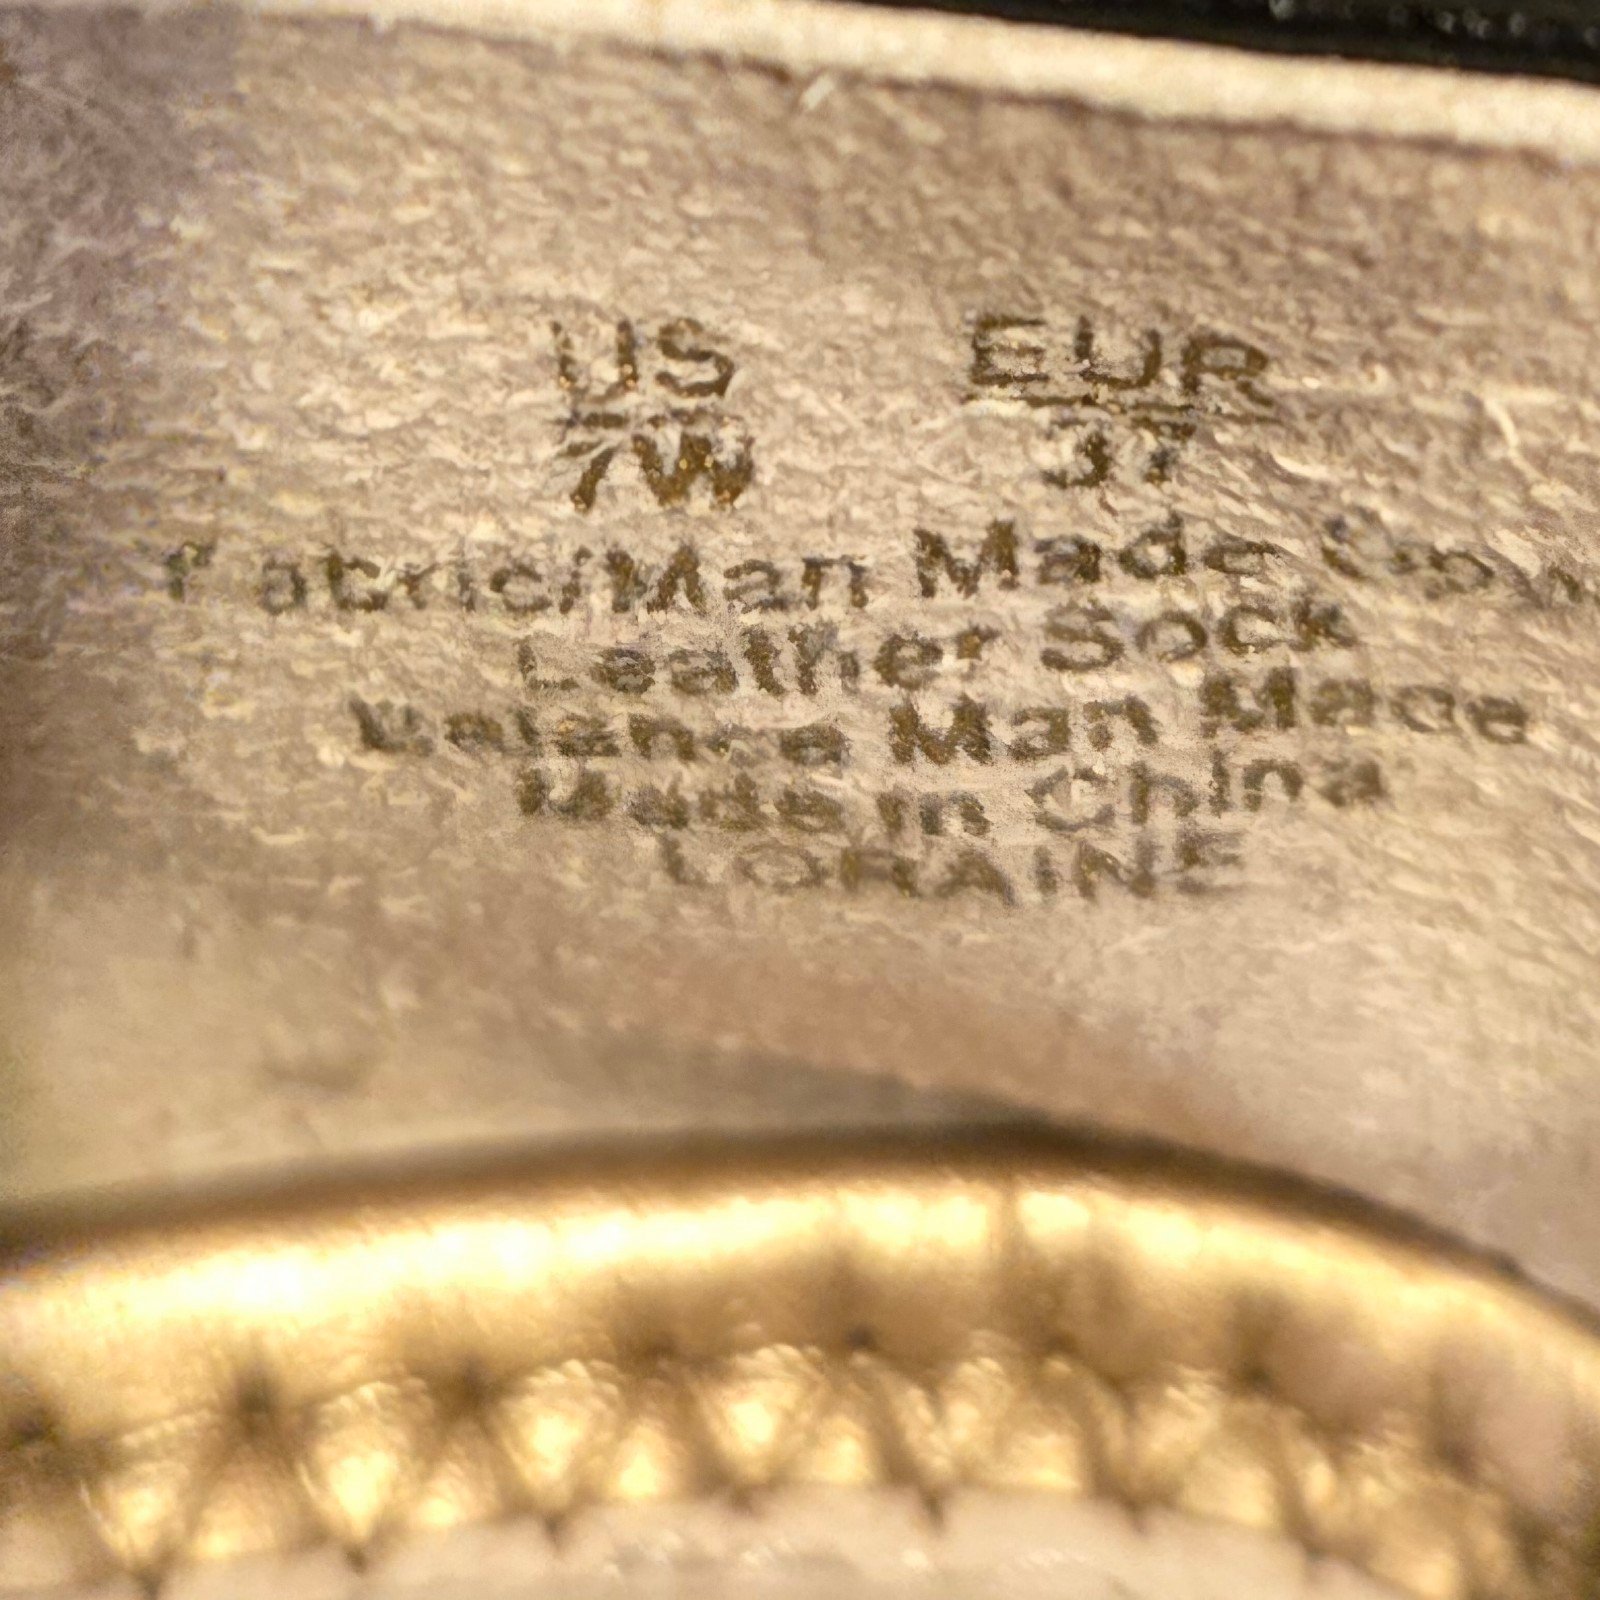 US EUR
7W 37
Fabric/Man Made
Leather Sock
Balance Man Made
Made in China
LORAINE